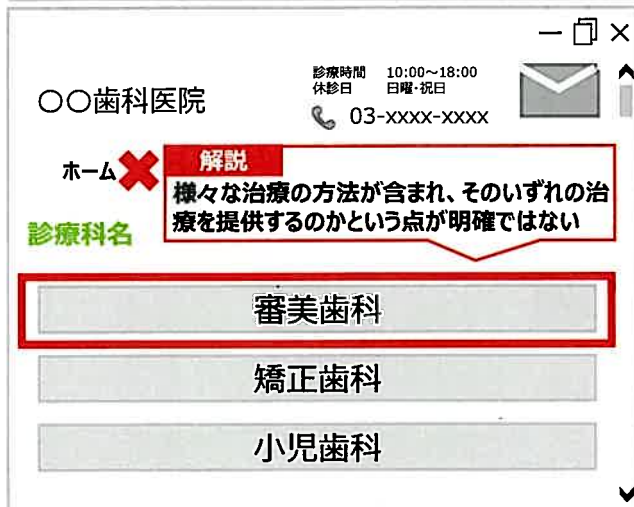 ○○歯科医院
診療時間 10:00～18:00
休診日 日曜・祝日
03-xxxx-xxxx
ホーム
解説
様々な治療の方法が含まれ、そのいずれの治
療を提供するのかという点が明確ではない
診療科名
審美歯科
矯正歯科
小児歯科